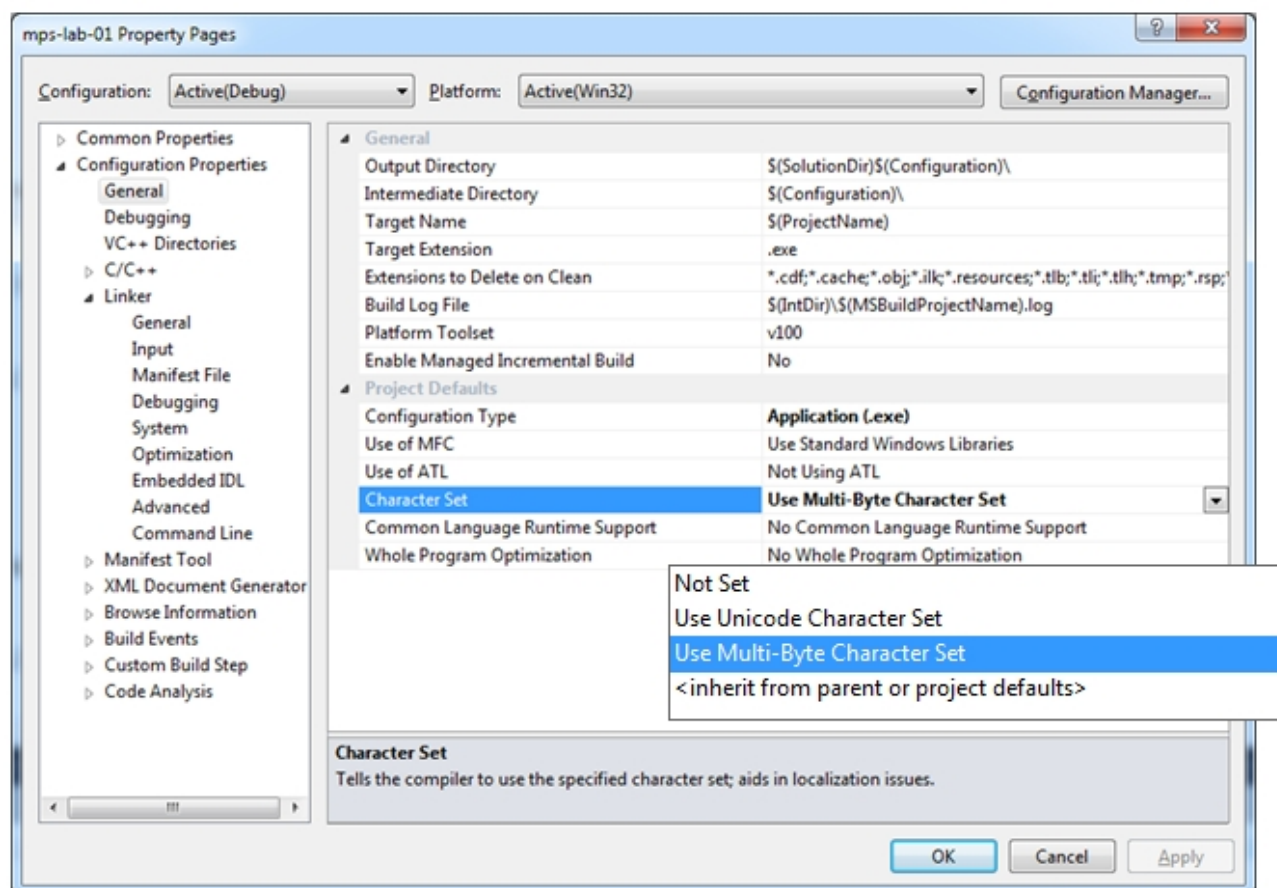 mps-lab-01 Property Pages
Configuration: Active(Debug) Platform: Active(Win32) Configuration Manager...
Common Properties
Configuration Properties
General
Debugging
VC++ Directories
C/C++
Linker
General
Input
Manifest File
Debugging
System
Optimization
Embedded IDL
Advanced
Command Line
Manifest Tool
XML Document Generator
Browse Information
Build Events
Custom Build Step
Code Analysis
General
Output Directory $(SolutionDir)$(Configuration)\
Intermediate Directory $(Configuration)\
Target Name $(ProjectName)
Target Extension .exe
Extensions to Delete on Clean *.cdf;*.cache;*.obj;*.ilk;*.resources;*.tlb;*.tli;*.tlh;*.tmp;*.rsp;
Build Log File $(IntDir)\$(MSBuildProjectName).log
Platform Toolset v100
Enable Managed Incremental Build No
Project Defaults
Configuration Type Application (.exe)
Use of MFC Use Standard Windows Libraries
Use of ATL Not Using ATL
Character Set Use Multi-Byte Character Set
Common Language Runtime Support No Common Language Runtime Support
Whole Program Optimization No Whole Program Optimization
Not Set
Use Unicode Character Set
Use Multi-Byte Character Set
<inherit from parent or project defaults>
Character Set
Tells the compiler to use the specified character set; aids in localization issues.
OK Cancel Apply